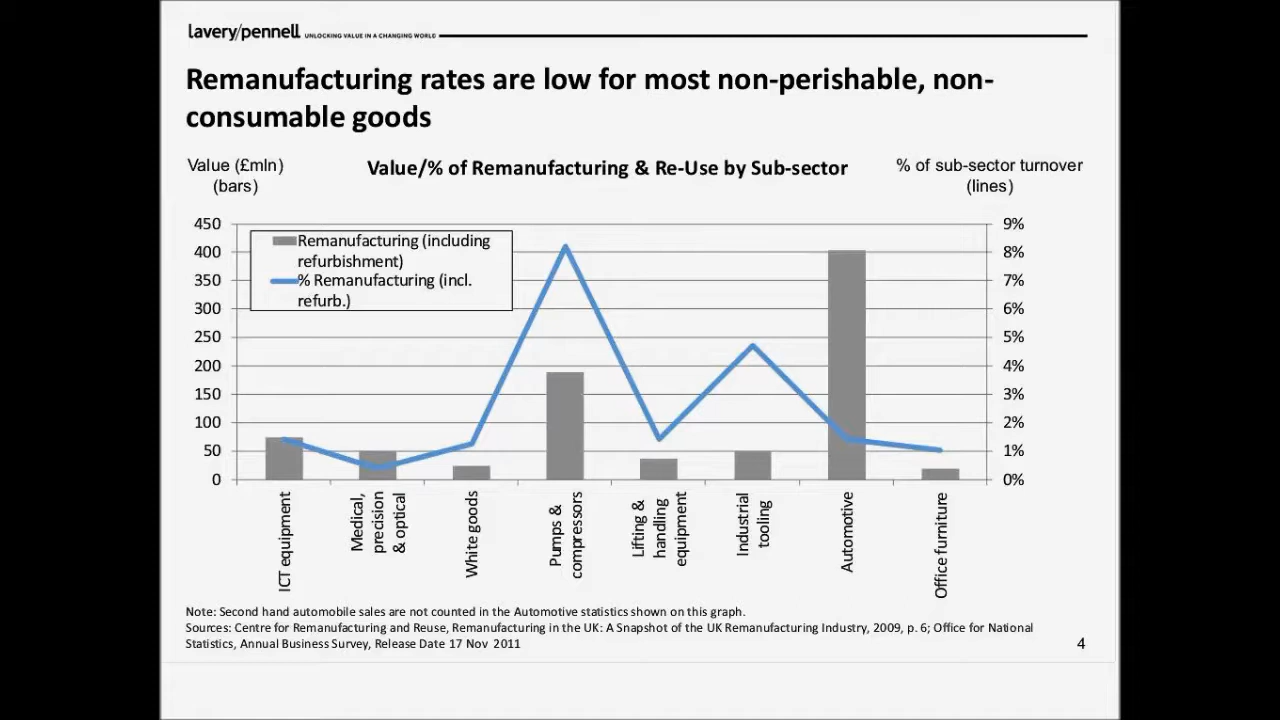 lavery/pennell UNLOCKING VALUE IN A CHANGING WORLD
Remanufacturing rates are low for most non-perishable, non-
consumable goods
Value (£mln)
(bars)
Value/% of Remanufacturing & Re-Use by Sub-sector
% of sub-sector turnover
(lines)
450
400
350
300
250
200
150
100
50
0
Remanufacturing (including
refurbishment)
% Remanufacturing (incl.
refurb.)
9%
8%
7%
6%
5%
4%
3%
2%
1%
0%
ICT equipment
Medical,
precision
& optical
White goods
Pumps &
compressors
Lifting &
handling
equipment
Industrial
tooling
Automotive
Office furniture
Note: Second hand automobile sales are not counted in the Automotive statistics shown on this graph.
Sources: Centre for Remanufacturing and Reuse, Remanufacturing in the UK: A Snapshot of the UK Remanufacturing Industry, 2009, p. 6; Office for National
Statistics, Annual Business Survey, Release Date 17 Nov 2011
4